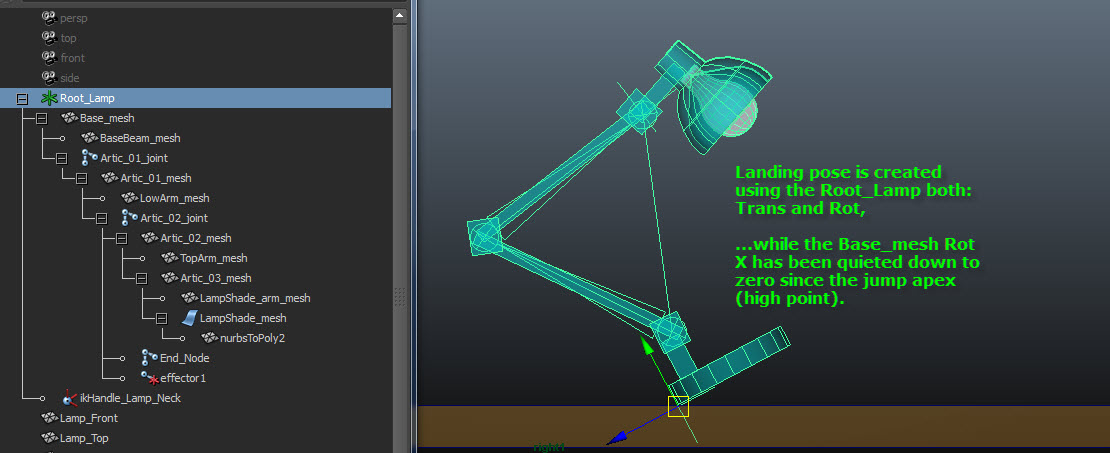 persp
top
front
side
Root_Lamp
Base_mesh
BaseBeam_mesh
Artic_01_joint
Artic_01_mesh
LowArm_mesh
Artic_02_joint
Artic_02_mesh
TopArm_mesh
Artic_03_mesh
LampShade_arm_mesh
LampShade_mesh
nurbsToPoly2
End_Node
effector1
ikHandle_Lamp_Neck
Lamp_Front
Lamp_Top
Landing pose is created
using the Root_Lamp both:
Trans and Rot,
...while the Base_mesh Rot
X has been quieted down to
zero since the jump apex
(high point).